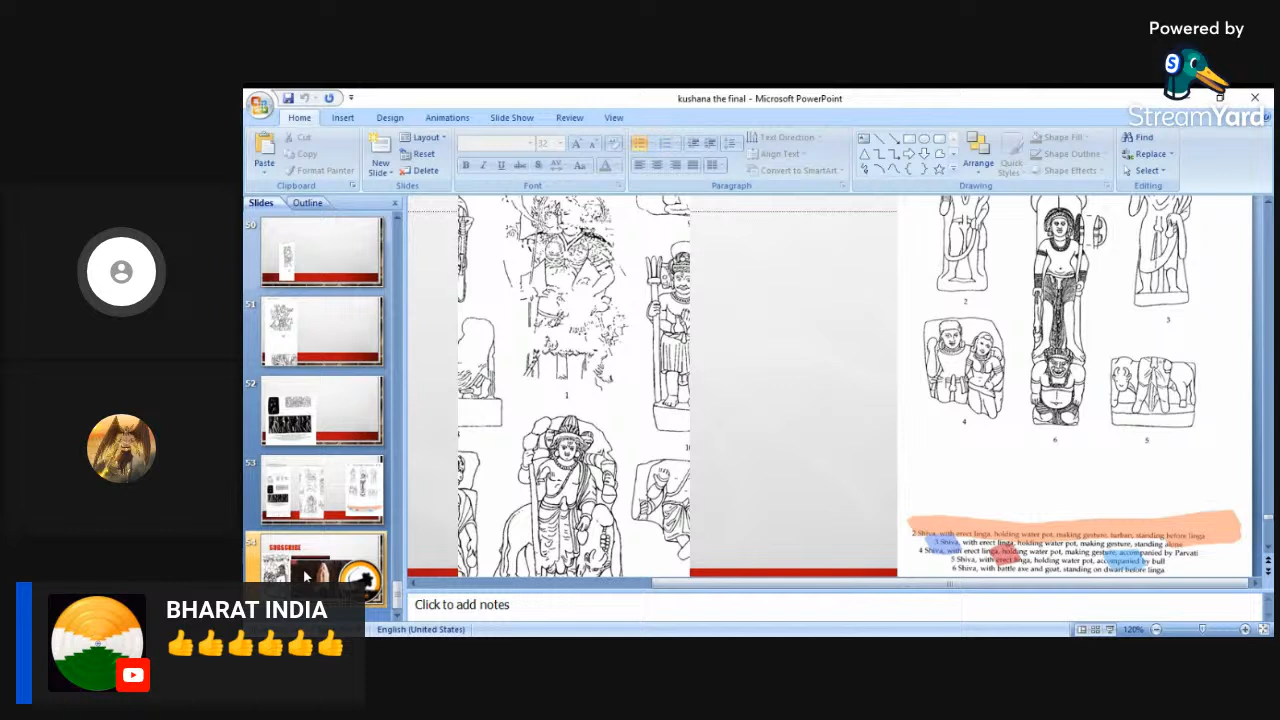 Powered by
StreamYard
kushana the final - Microsoft PowerPoint
Home Insert Design Animations Slide Show Review View
Paste
Cut
Copy
Format Painter
Clipboard
New Slide
Layout
Reset
Delete
Slides
32
B I U abc S AV Aa A
Font
Text Direction
Align Text
Convert to SmartArt
Paragraph
Arrange
Quick Styles
Shape Fill
Shape Outline
Shape Effects
Drawing
Find
Replace
Select
Editing
Slides Outline
50
51
52
53
54
SUBSCRIBE
1
2
3
4
6
5
2 Shiva, with erect linga, holding water pot, making gesture, turban, standing before linga
3 Shiva, with erect linga, holding water pot, making gesture, standing alone
4 Shiva, with erect linga, holding water pot, making gesture, accompanied by Parvati
5 Shiva, with erect linga, holding water pot, accompanied by bull
6 Shiva, with battle axe and goat, standing on dwarf before linga
Click to add notes
English (United States)
120%
BHARAT INDIA
👍👍👍👍👍👍